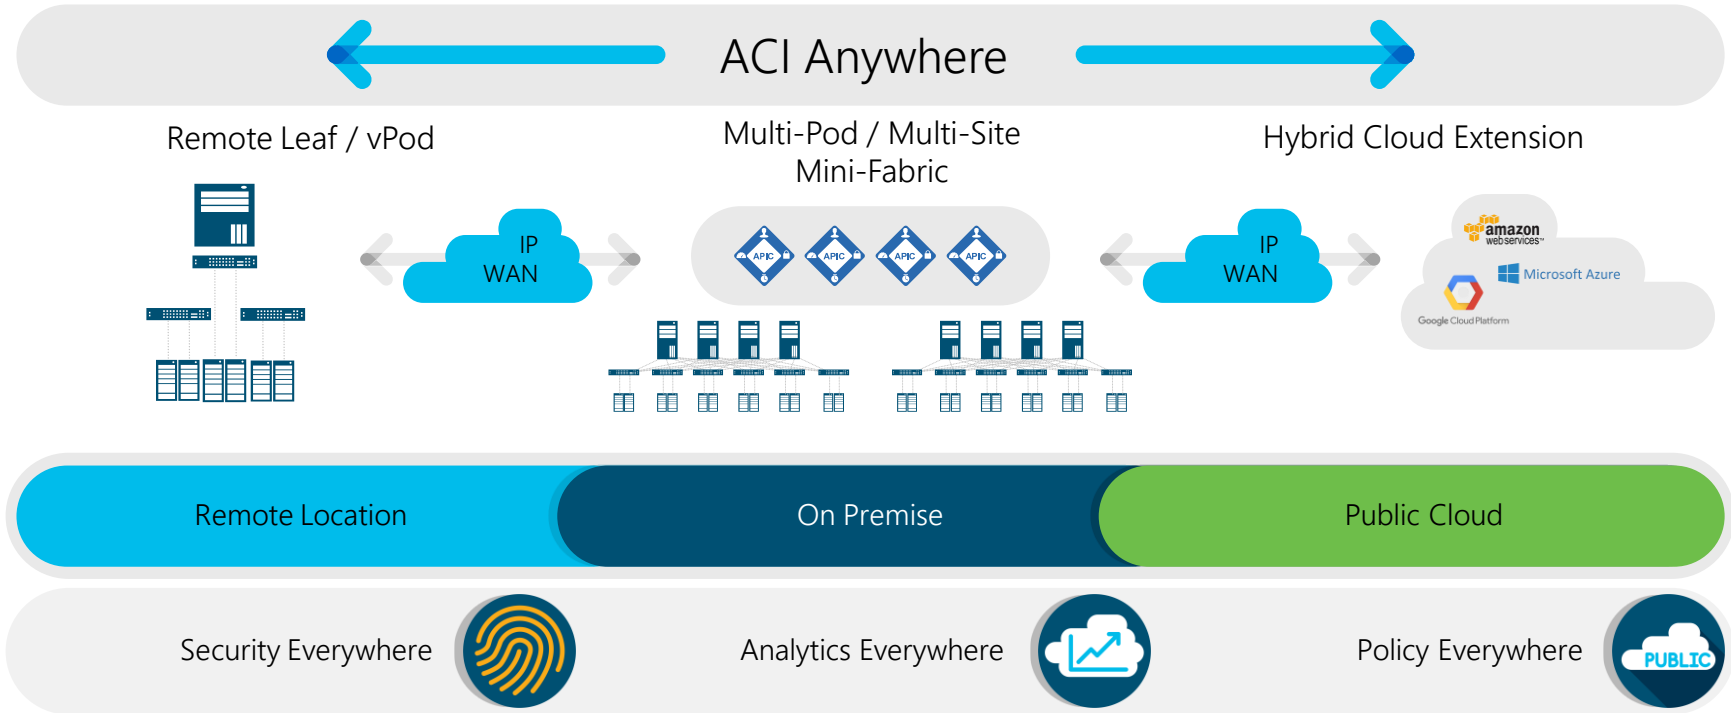 ACI Anywhere
Remote Leaf / vPod
Multi-Pod / Multi-Site
Mini-Fabric
Hybrid Cloud Extension
IP
WAN
APIC
APIC
APIC
APIC
IP
WAN
amazon
webservices™
Microsoft Azure
Google Cloud Platform
Remote Location
On Premise
Public Cloud
Security Everywhere
Analytics Everywhere
Policy Everywhere
PUBLIC